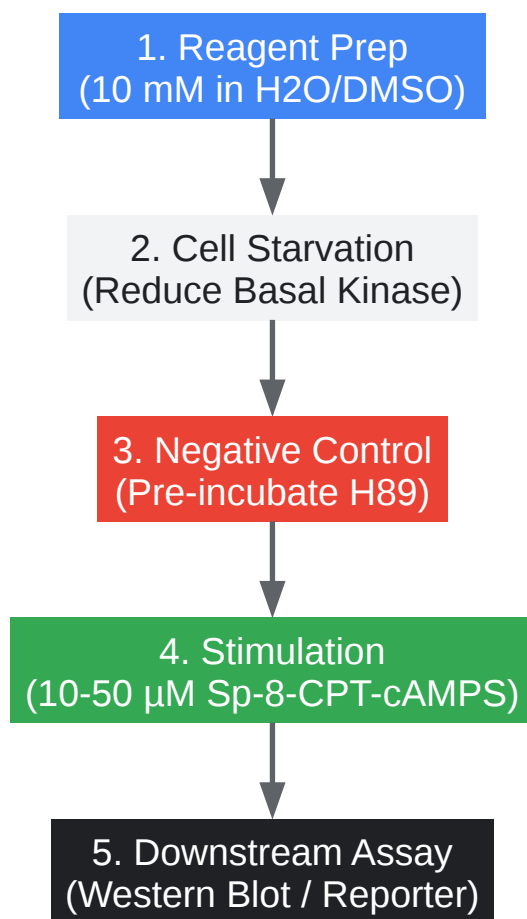 1. Reagent Prep
(10 mM in H2O/DMSO)
2. Cell Starvation
(Reduce Basal Kinase)
3. Negative Control
(Pre-incubate H89)
4. Stimulation
(10-50 µM Sp-8-CPT-cAMPS)
5. Downstream Assay
(Western Blot / Reporter)